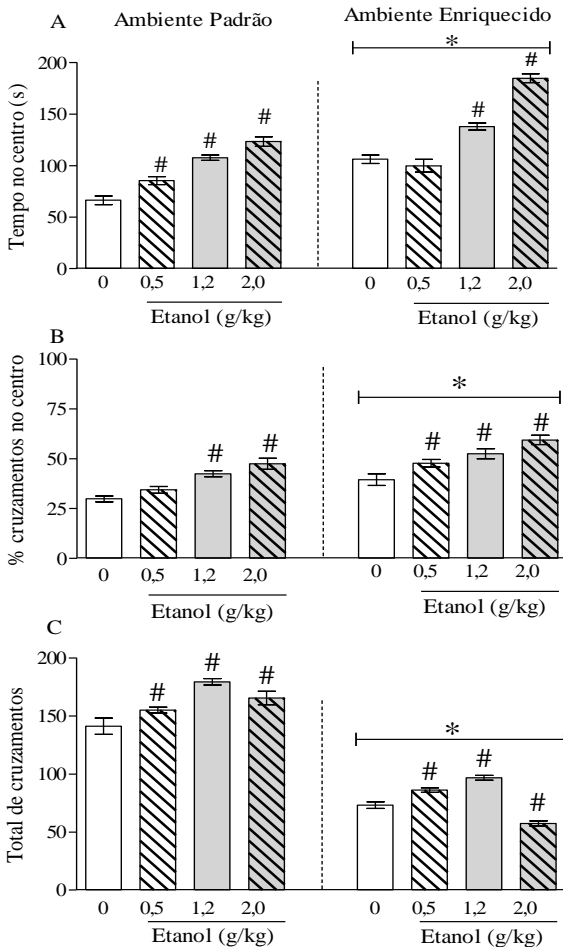 A
Ambiente Padrão
Ambiente Enriquecido
Tempo no centro (s)
200
150
100
50
0
# # #
*
# #
0 0,5 1,2 2,0
Etanol (g/kg)
0 0,5 1,2 2,0
Etanol (g/kg)
B
% cruzamentos no centro
100
75
50
25
0
# #
*
# # #
0 0,5 1,2 2,0
Etanol (g/kg)
0 0,5 1,2 2,0
Etanol (g/kg)
C
Total de cruzamentos
200
150
100
50
0
# # #
*
# # #
0 0,5 1,2 2,0
Etanol (g/kg)
0 0,5 1,2 2,0
Etanol (g/kg)